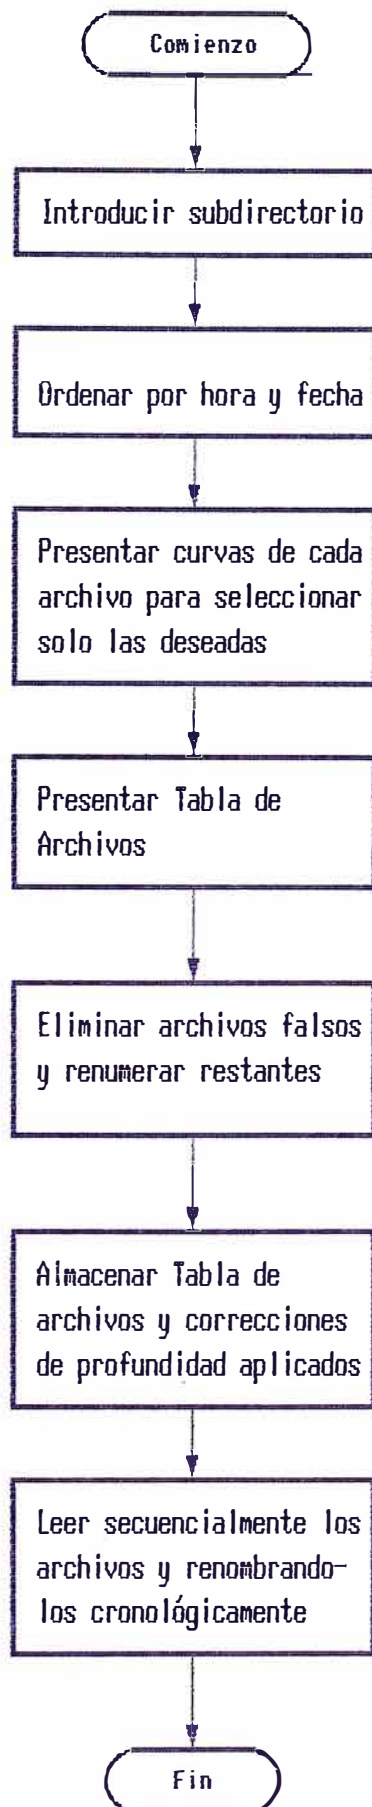 Comienzo
Introducir subdirectorio
Ordenar por hora y fecha
Presentar curvas de cada
archivo para seleccionar
solo las deseadas
Presentar Tabla de
Archivos
Eliminar archivos falsos
y renumerar restantes
Almacenar Tabla de
archivos y correcciones
de profundidad aplicados
Leer secuencialmente los
archivos y renombrando-
los cronológicamente
Fin